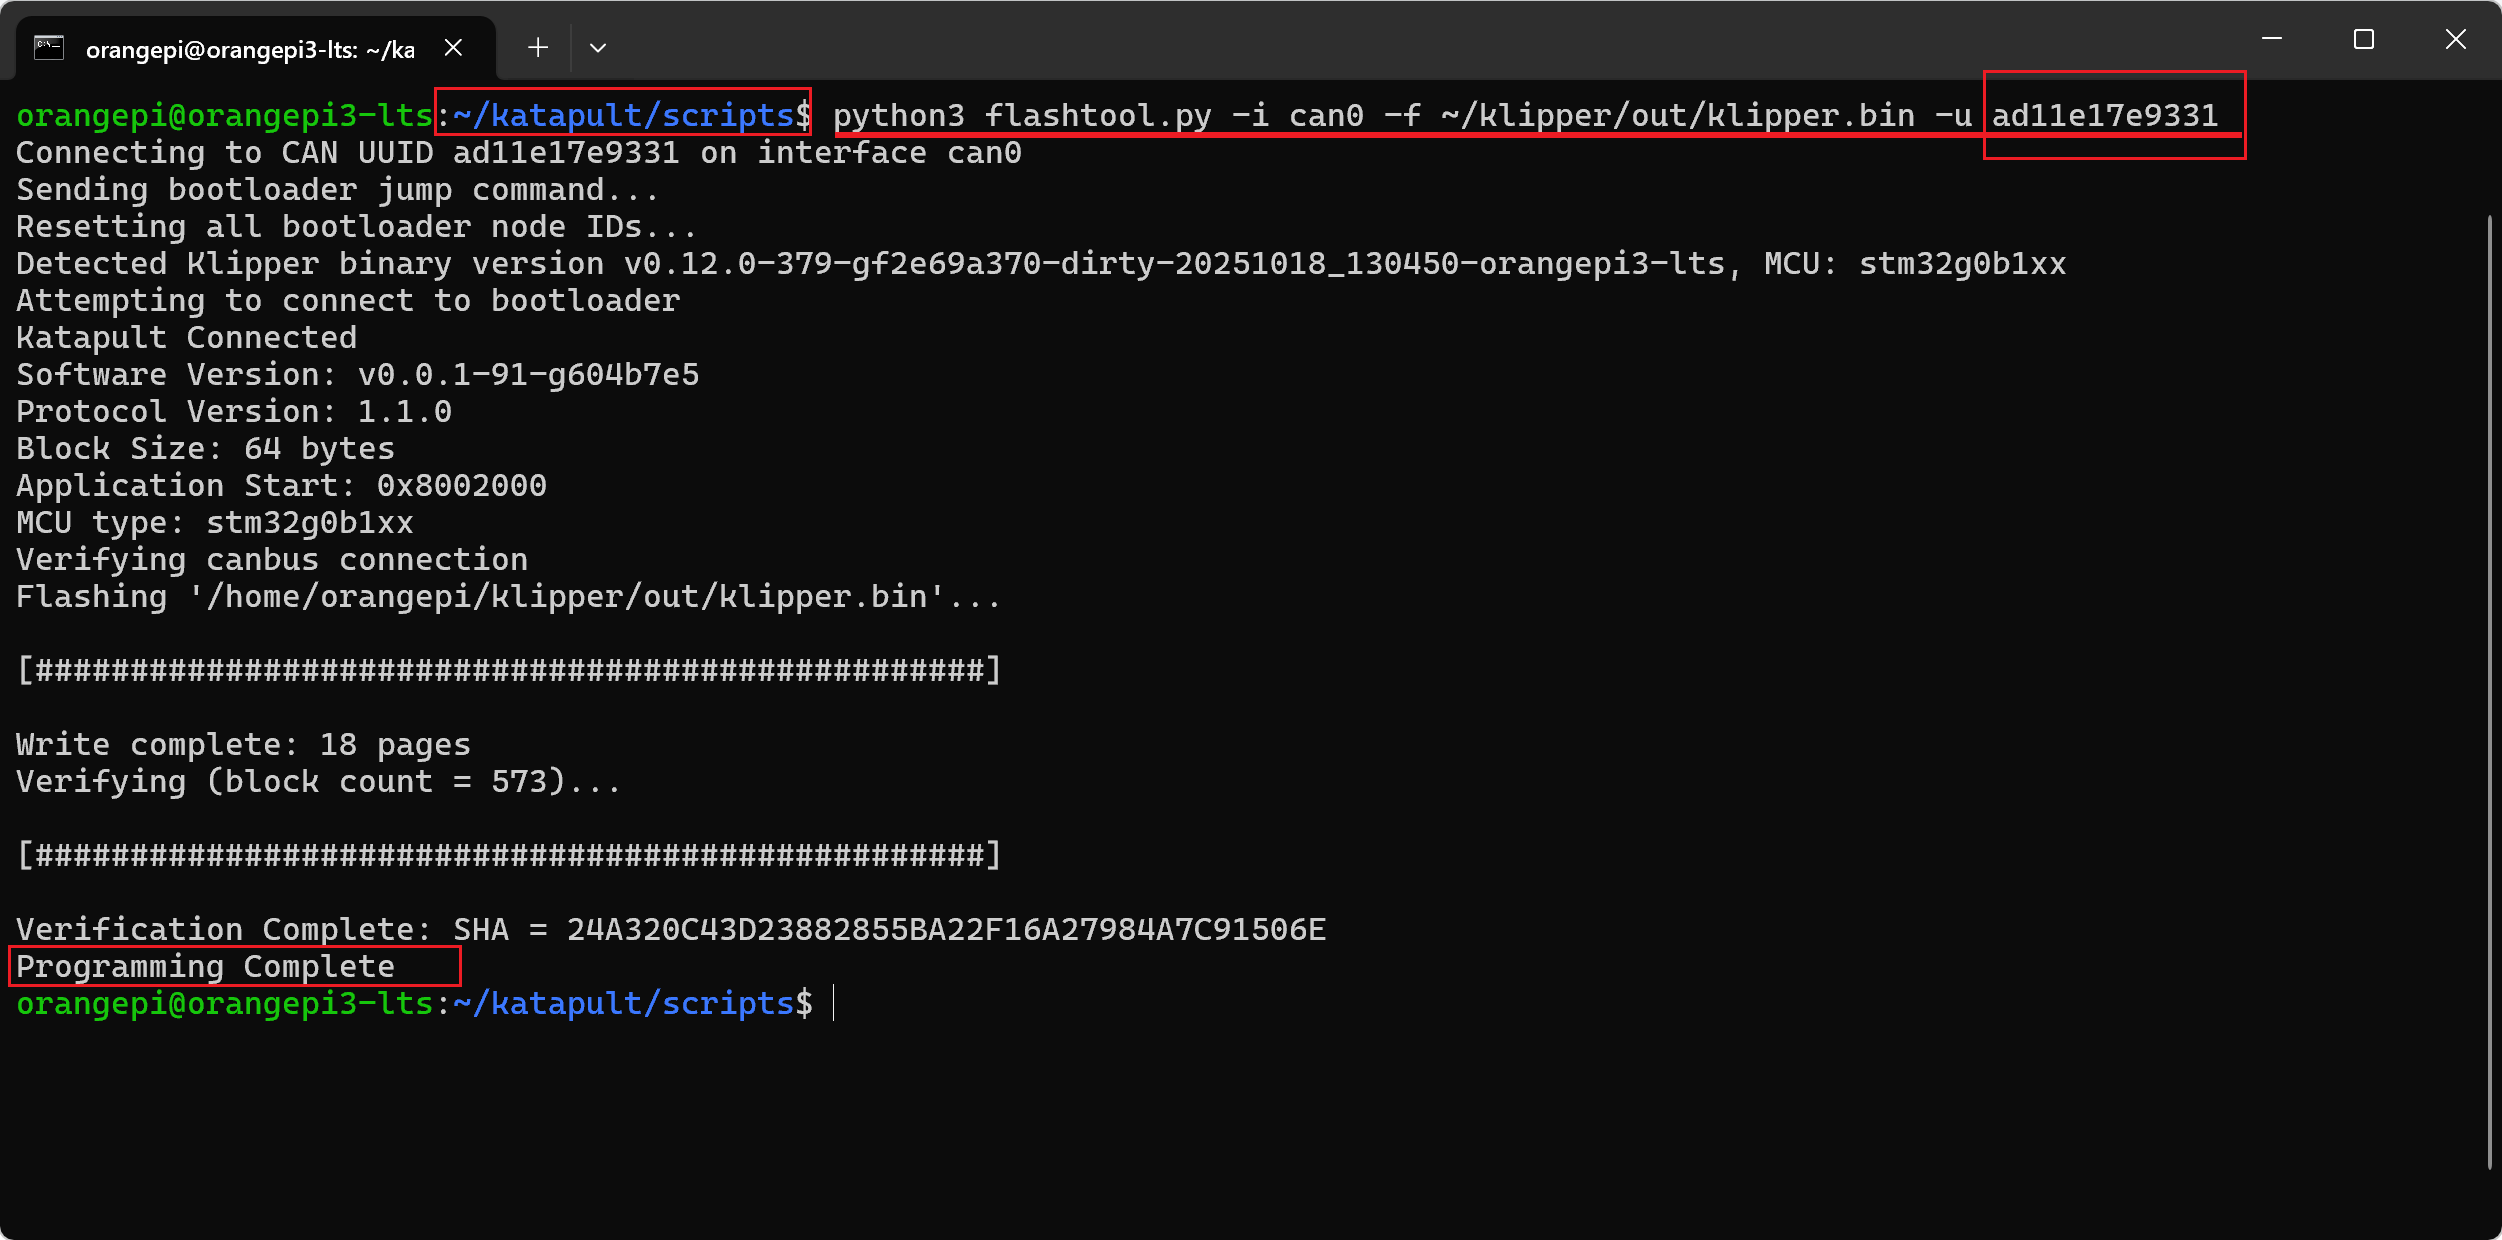 orangepi@orangepi3-lts: ~/ka
orangepi@orangepi3-lts:~/katapult/scripts$ python3 flashtool.py -i can0 -f ~/klipper/out/klipper.bin -u ad11e17e9331
Connecting to CAN UUID ad11e17e9331 on interface can0
Sending bootloader jump command...
Resetting all bootloader node IDs...
Detected Klipper binary version v0.12.0-379-gf2e69a370-dirty-20251018_130450-orangepi3-lts, MCU: stm32g0b1xx
Attempting to connect to bootloader
Katapult Connected
Software Version: v0.0.1-91-g604b7e5
Protocol Version: 1.1.0
Block Size: 64 bytes
Application Start: 0x8002000
MCU type: stm32g0b1xx
Verifying canbus connection
Flashing '/home/orangepi/klipper/out/klipper.bin'...
[##################################################]
Write complete: 18 pages
Verifying (block count = 573)...
[##################################################]
Verification Complete: SHA = 24A320C43D23882855BA22F16A27984A7C91506E
Programming Complete
orangepi@orangepi3-lts:~/katapult/scripts$